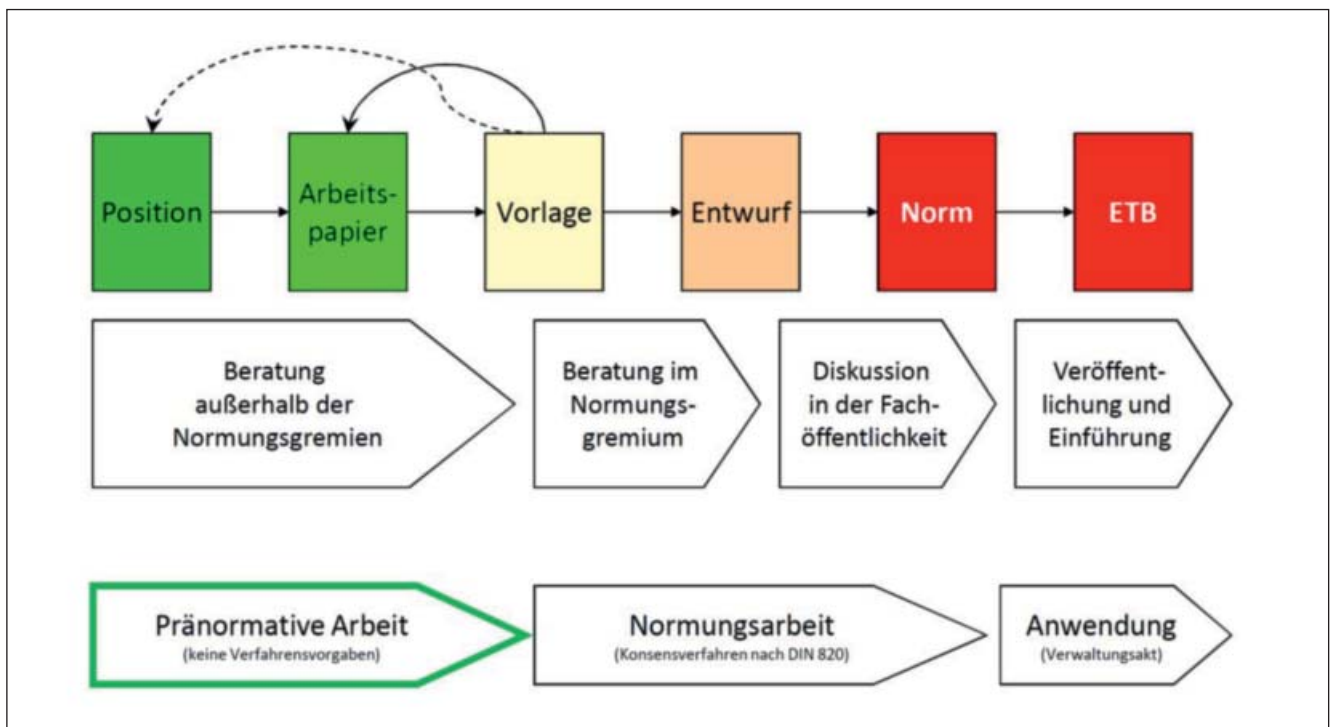 Position
Arbeits-
papier
Vorlage
Entwurf
Norm
ETB
Beratung
außerhalb der
Normungsgremien
Beratung im
Normungs-
gremium
Diskussion
in der Fach-
öffentlichkeit
Veröffent-
lichung und
Einführung
Pränormative Arbeit
(keine Verfahrensvorgaben)
Normungsarbeit
(Konsensverfahren nach DIN 820)
Anwendung
(Verwaltungsakt)